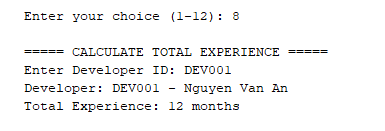 Enter your choice (1-12): 8
===== CALCULATE TOTAL EXPERIENCE =====
Enter Developer ID: DEV001
Developer: DEV001 - Nguyen Van An
Total Experience: 12 months